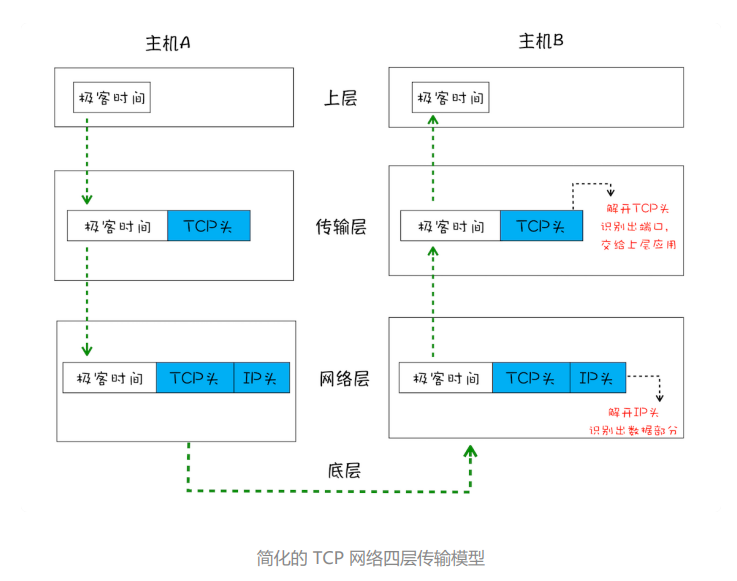 主机A
主机B
极客时间
上层
极客时间
极客时间
TCP头
传输层
极客时间
TCP头
解开TCP头
识别出端口,
交给上层应用
极客时间
TCP头
IP头
网络层
极客时间
TCP头
IP头
解开IP头
识别出数据部分
底层
简化的 TCP 网络四层传输模型